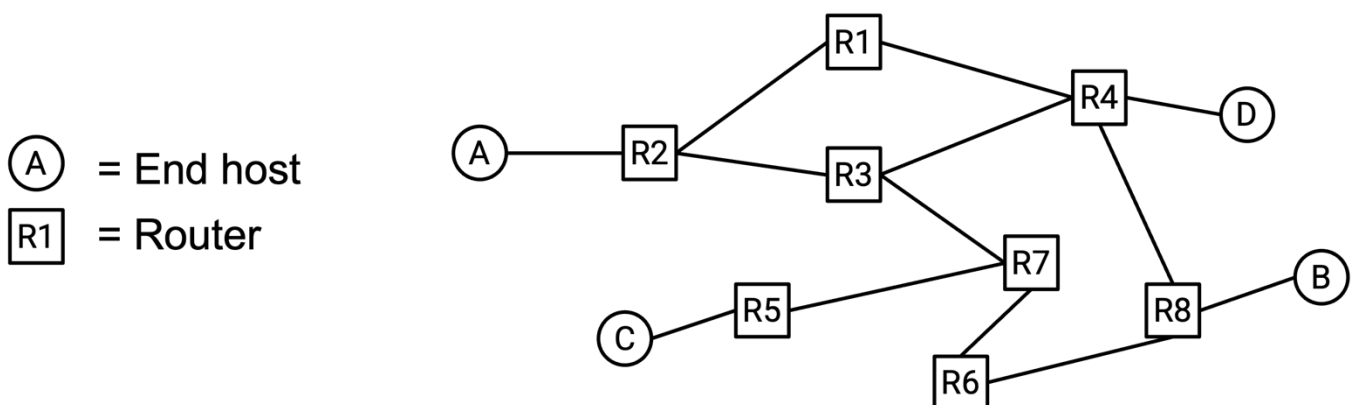 A = End host
R1 = Router
R1
R4
D
A
R2
R3
R7
B
R5
R8
C
R6